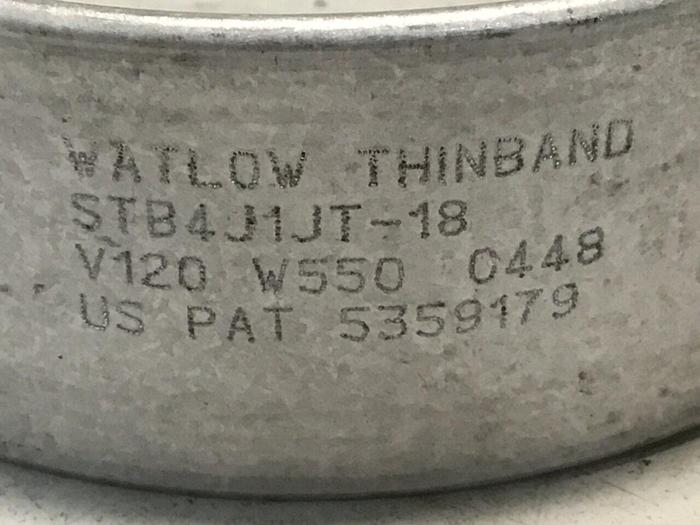 WATLOW THINBAND
STB4J1JT-18
V120 W550 0448
US PAT 5359179